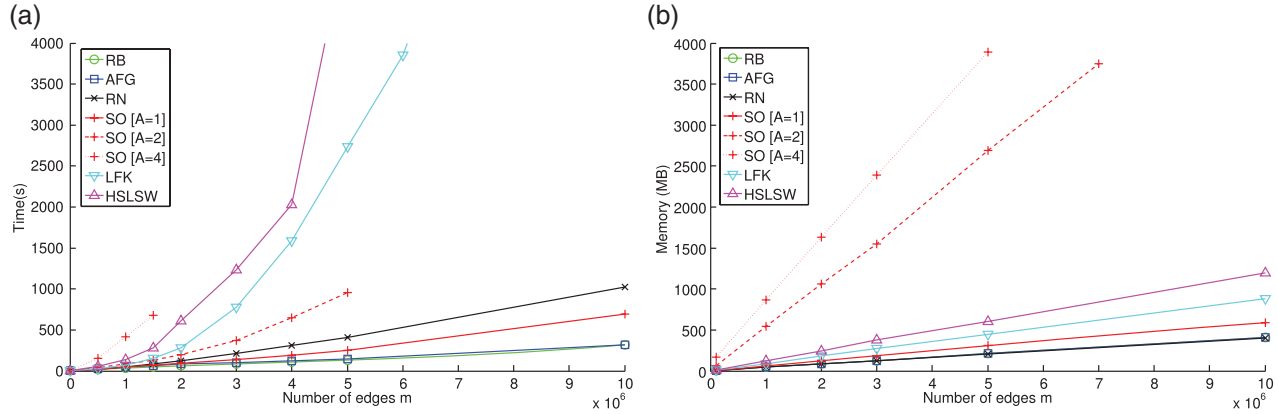 (a)
4000
3500
3000
2500
2000
1500
1000
500
0
Time(s)
RB
AFG
RN
SO [A=1]
SO [A=2]
SO [A=4]
LFK
HSLSW
0 1 2 3 4 5 6 7 8 9 10
Number of edges m
x 10^6
(b)
4000
3500
3000
2500
2000
1500
1000
500
0
Memory (MB)
RB
AFG
RN
SO [A=1]
SO [A=2]
SO [A=4]
LFK
HSLSW
0 1 2 3 4 5 6 7 8 9 10
Number of edges m
x 10^6